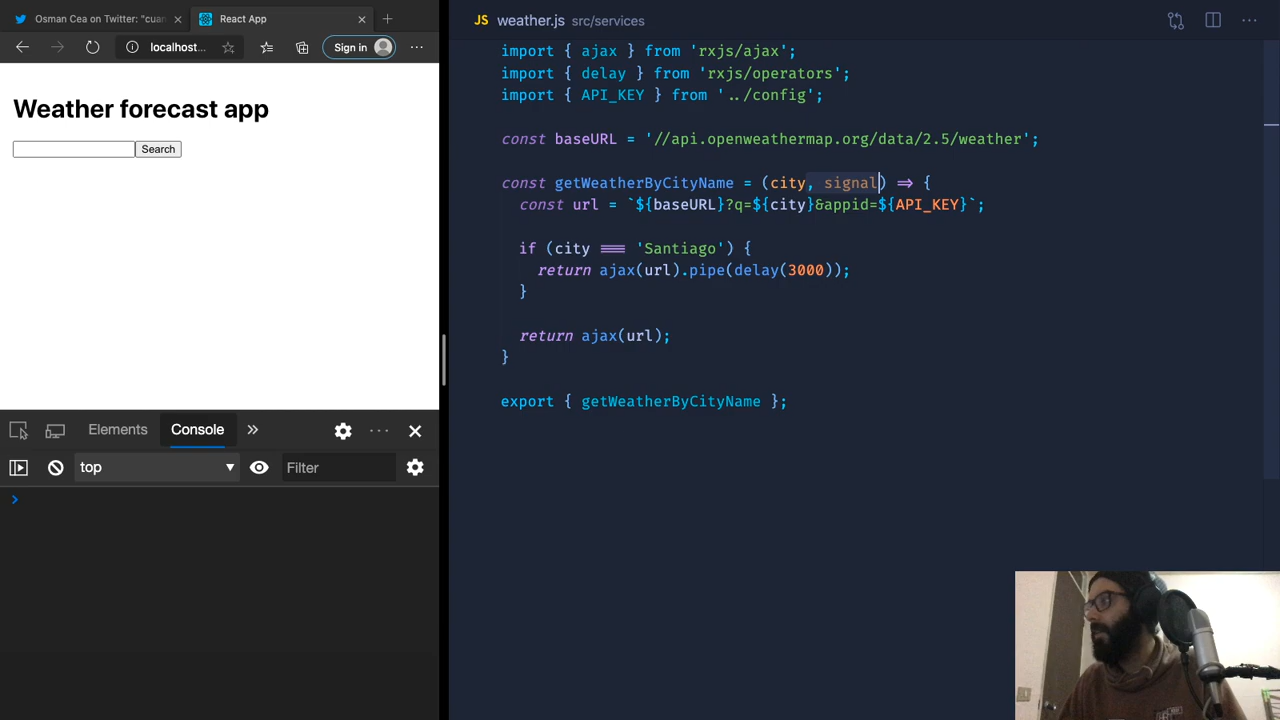 Osman Cea on Twitter: "cuan
React App
localhost...
Sign in
Weather forecast app
Search
Elements
Console
top
Filter
JS weather.js src/services
import { ajax } from 'rxjs/ajax';
import { delay } from 'rxjs/operators';
import { API_KEY } from '../config';
const baseURL = '//api.openweathermap.org/data/2.5/weather';
const getWeatherByCityName = (city, signal) => {
const url = `${baseURL}?q=${city}&appid=${API_KEY}`;
if (city === 'Santiago') {
return ajax(url).pipe(delay(3000));
}
return ajax(url);
}
export { getWeatherByCityName };